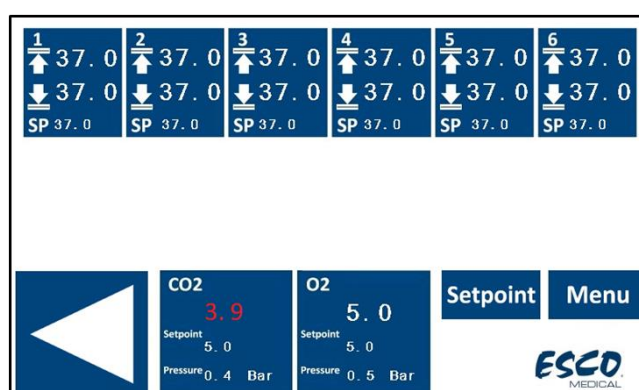 1 2 3 4 5 6
37.0 37.0 37.0 37.0 37.0 37.0
37.0 37.0 37.0 37.0 37.0 37.0
SP 37.0 SP 37.0 SP 37.0 SP 37.0 SP 37.0 SP 37.0
CO2
3.9
Setpoint
5.0
Pressure 0.4 Bar
O2
5.0
Setpoint
5.0
Pressure 0.5 Bar
Setpoint
Menu
ESCO
MEDICAL